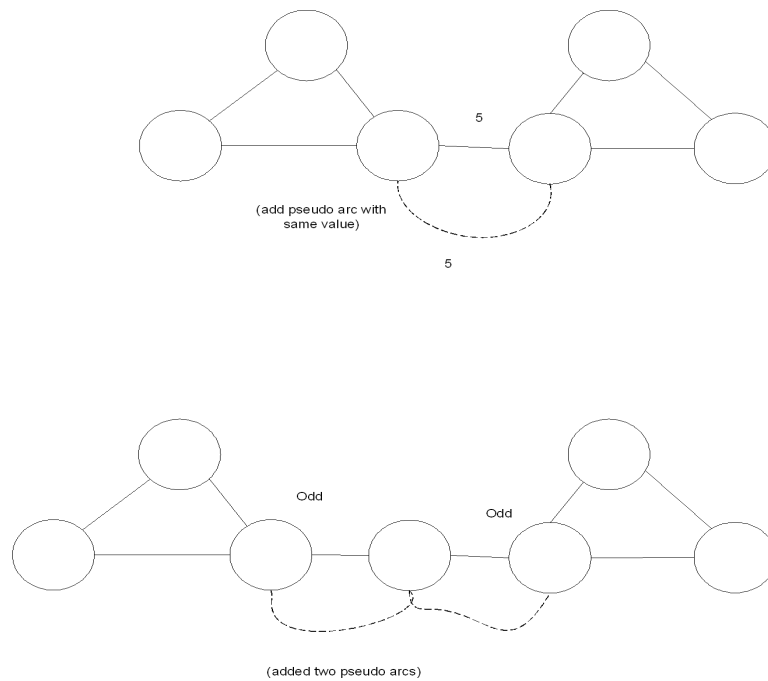 5
(add pseudo arc with
same value)
5
Odd
Odd
(added two pseudo arcs)